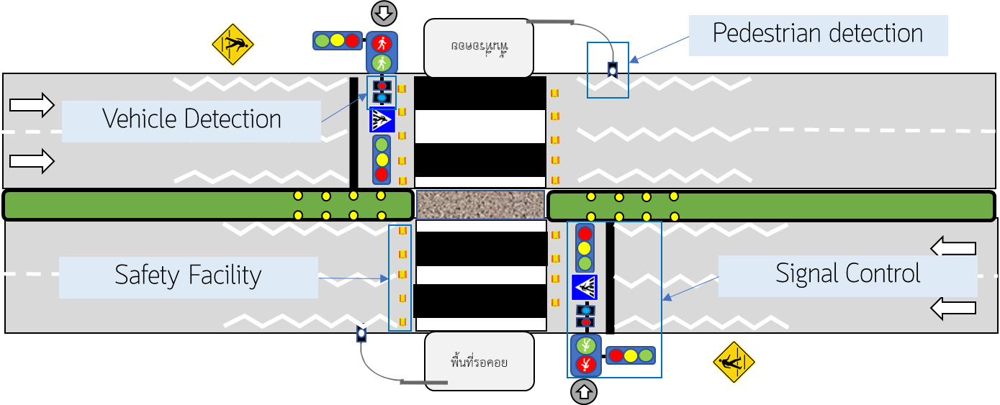 พื้นที่รอคอย
Pedestrian detection
Vehicle Detection
Safety Facility
Signal Control
พื้นที่รอคอย